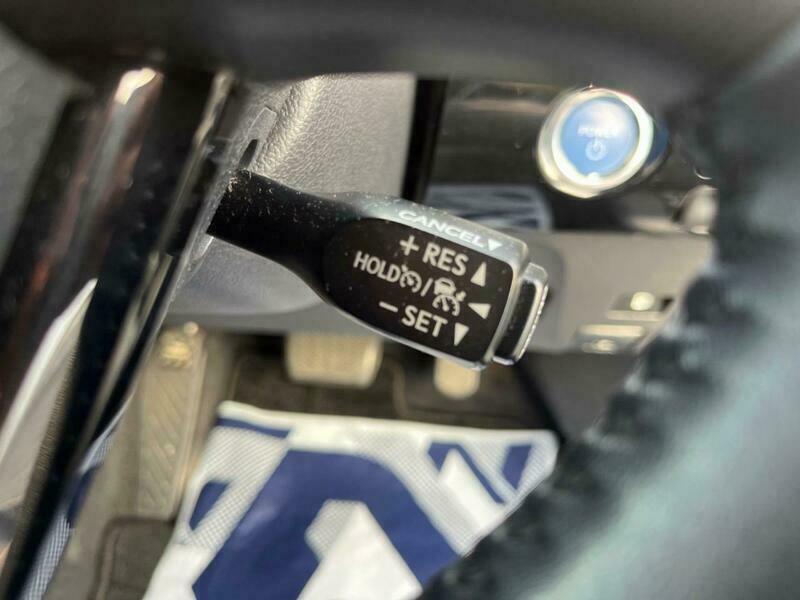 CANCEL▼
+ RES▲
HOLD / ◀
− SET▼
POWER